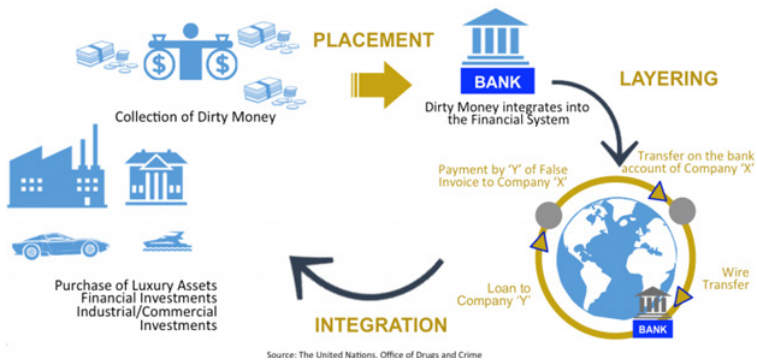 PLACEMENT
$ $
BANK
LAYERING
Collection of Dirty Money
Dirty Money integrates into
the Financial System
Payment by ‘Y’ of False
Invoice to Company ‘X’
Transfer on the bank
account of Company ‘X’
Wire
Transfer
Loan to
Company ‘Y’
BANK
Purchase of Luxury Assets
Financial Investments
Industrial/Commercial
Investments
INTEGRATION
Source: The United Nations, Office of Drugs and Crime